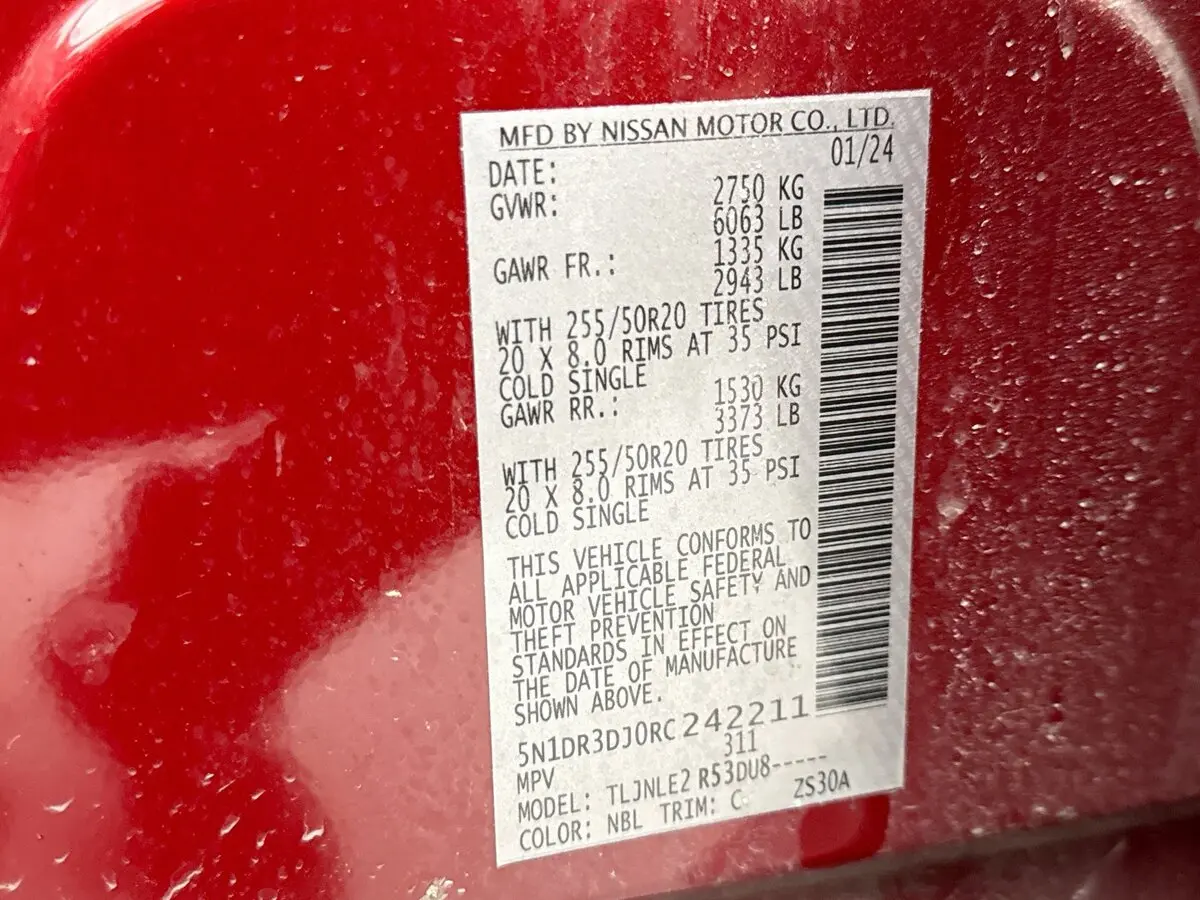 MFD BY NISSAN MOTOR CO., LTD.
DATE: 01/24
GVWR: 2750 KG
6063 LB
GAWR FR.: 1335 KG
2943 LB
WITH 255/50R20 TIRES
20 X 8.0 RIMS AT 35 PSI
COLD SINGLE
GAWR RR.: 1530 KG
3373 LB
WITH 255/50R20 TIRES
20 X 8.0 RIMS AT 35 PSI
COLD SINGLE
THIS VEHICLE CONFORMS TO
ALL APPLICABLE FEDERAL
MOTOR VEHICLE SAFETY AND
THEFT PREVENTION
STANDARDS IN EFFECT ON
THE DATE OF MANUFACTURE
SHOWN ABOVE.
5N1DR3DJ0RC242211
MPV 311
MODEL: TLJNLE2 R53DU8-----
COLOR: NBL TRIM: C ZS30A